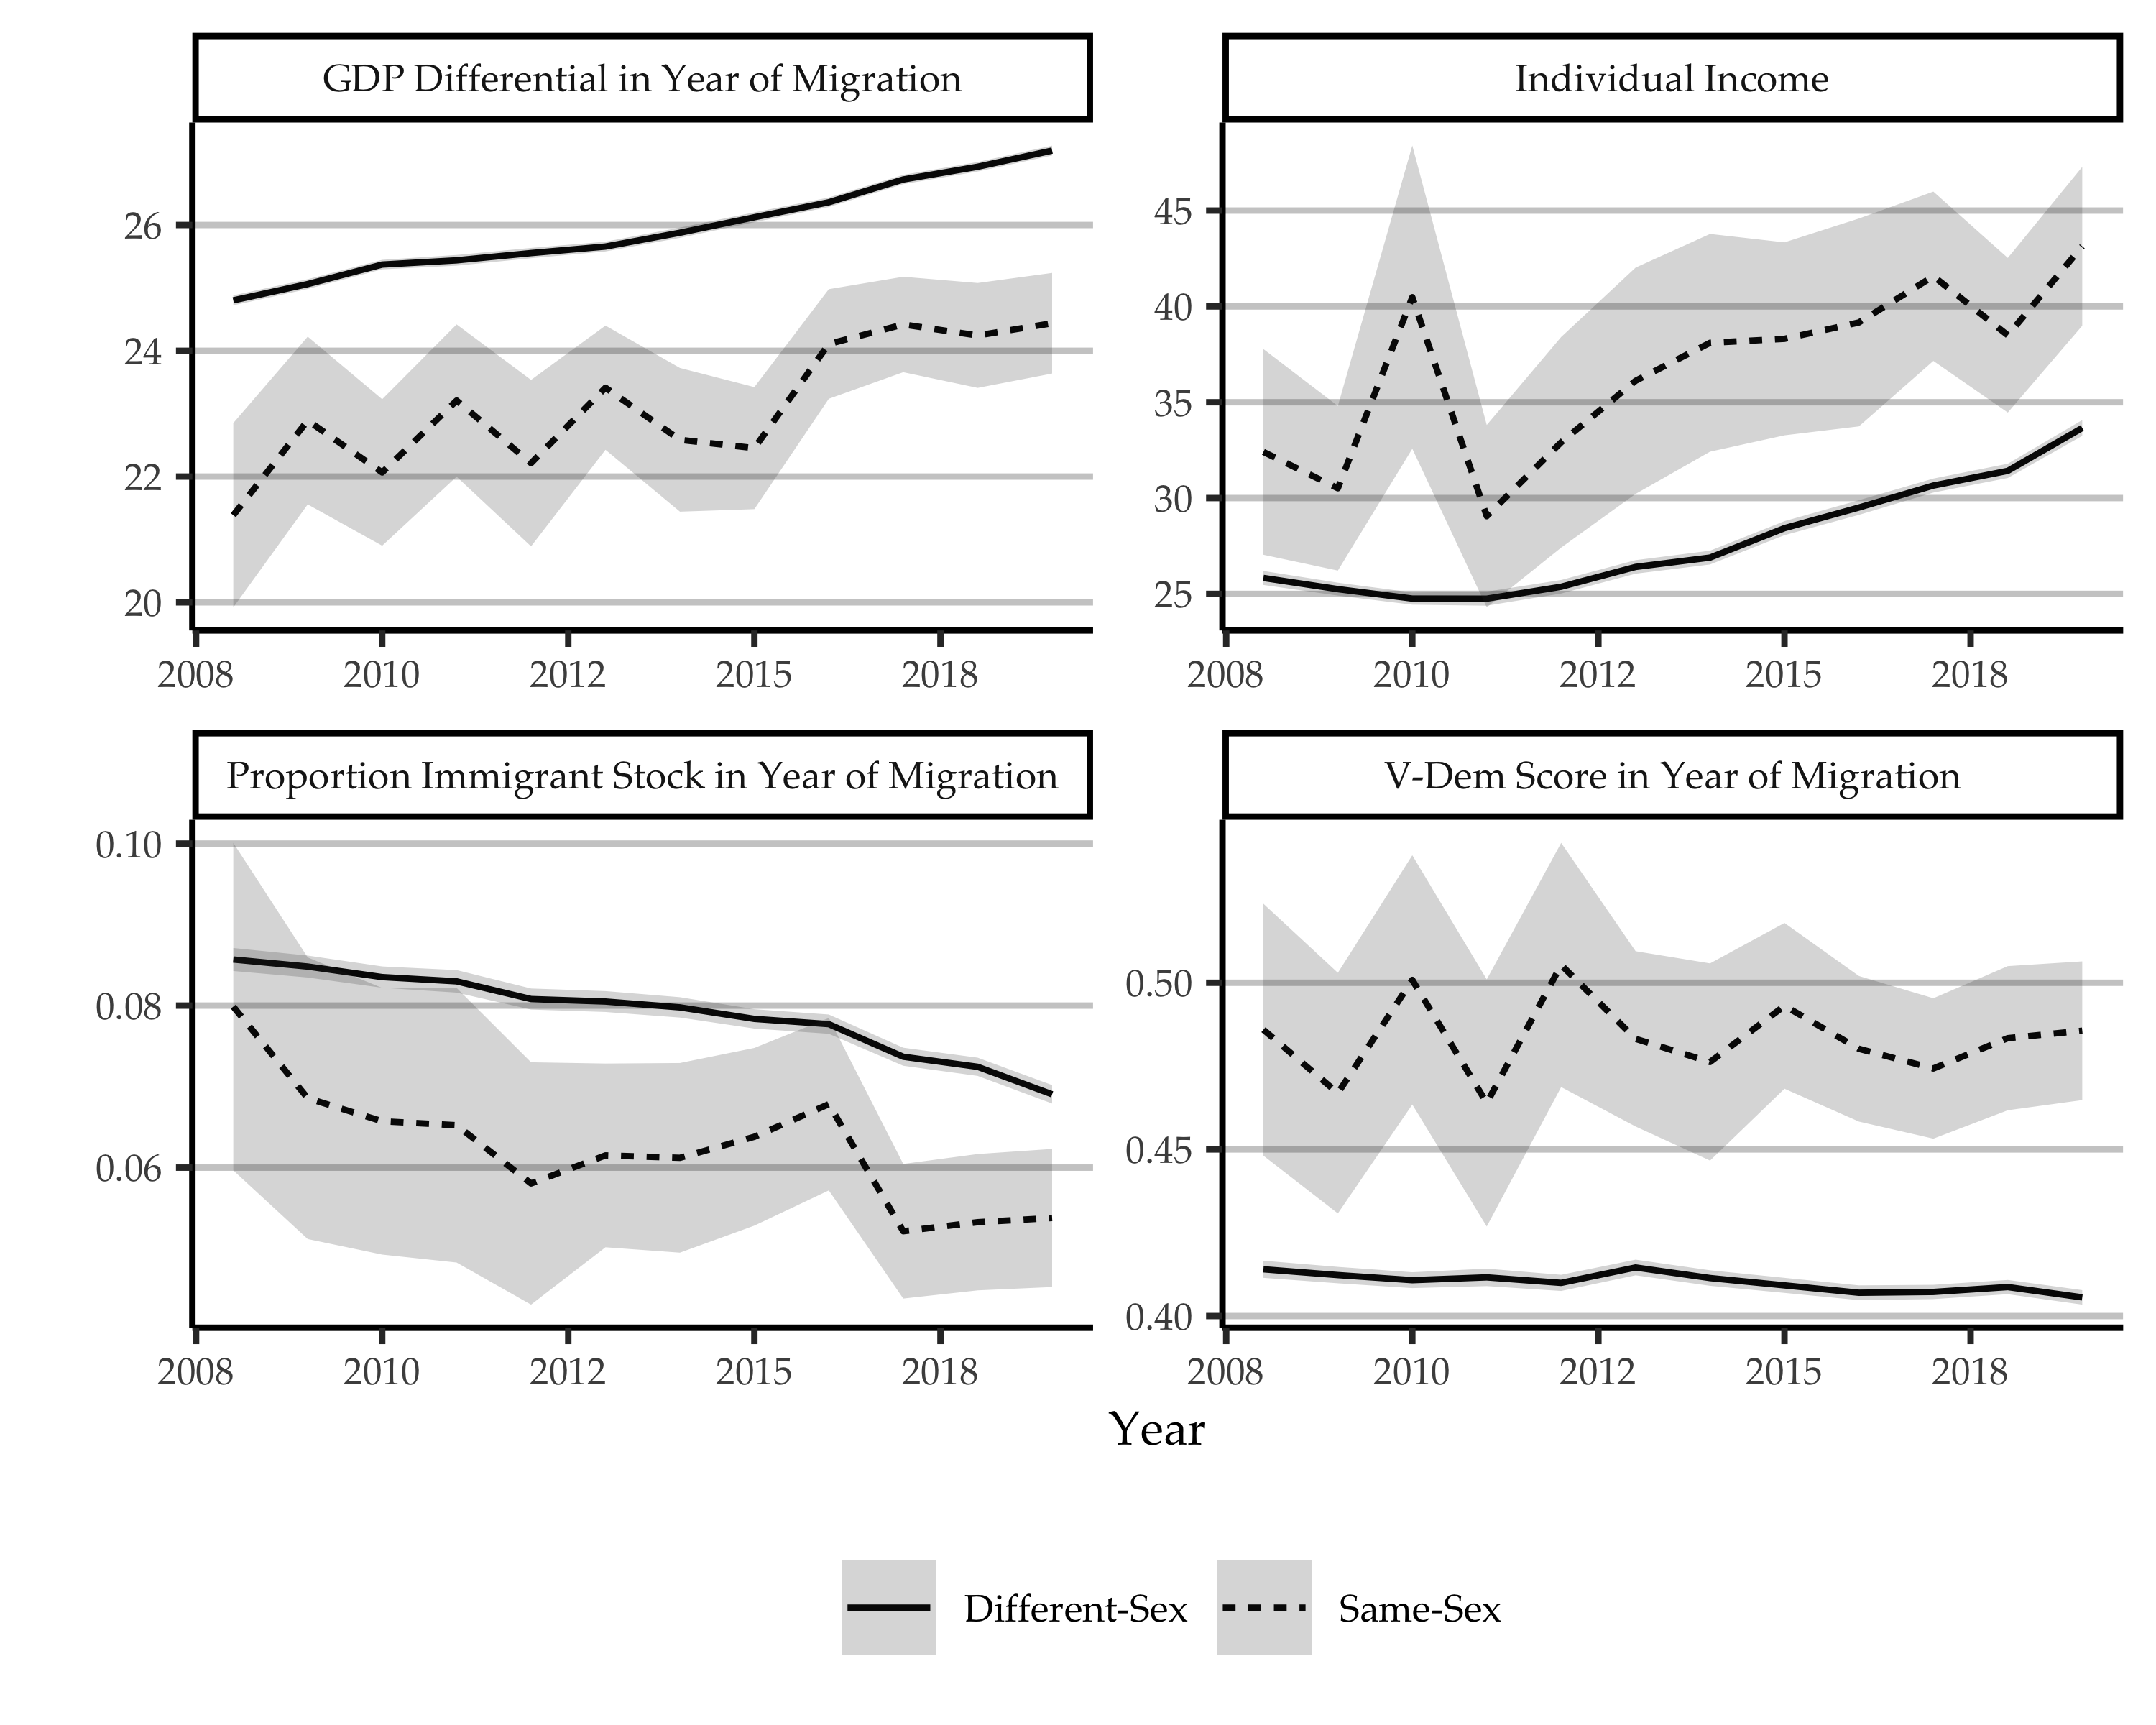 GDP Differential in Year of Migration
26
24
22
20
2008 2010 2012 2015 2018
Individual Income
45
40
35
30
25
2008 2010 2012 2015 2018
Proportion Immigrant Stock in Year of Migration
0.10
0.08
0.06
2008 2010 2012 2015 2018
V-Dem Score in Year of Migration
0.50
0.45
0.40
2008 2010 2012 2015 2018
Year
Different-Sex Same-Sex